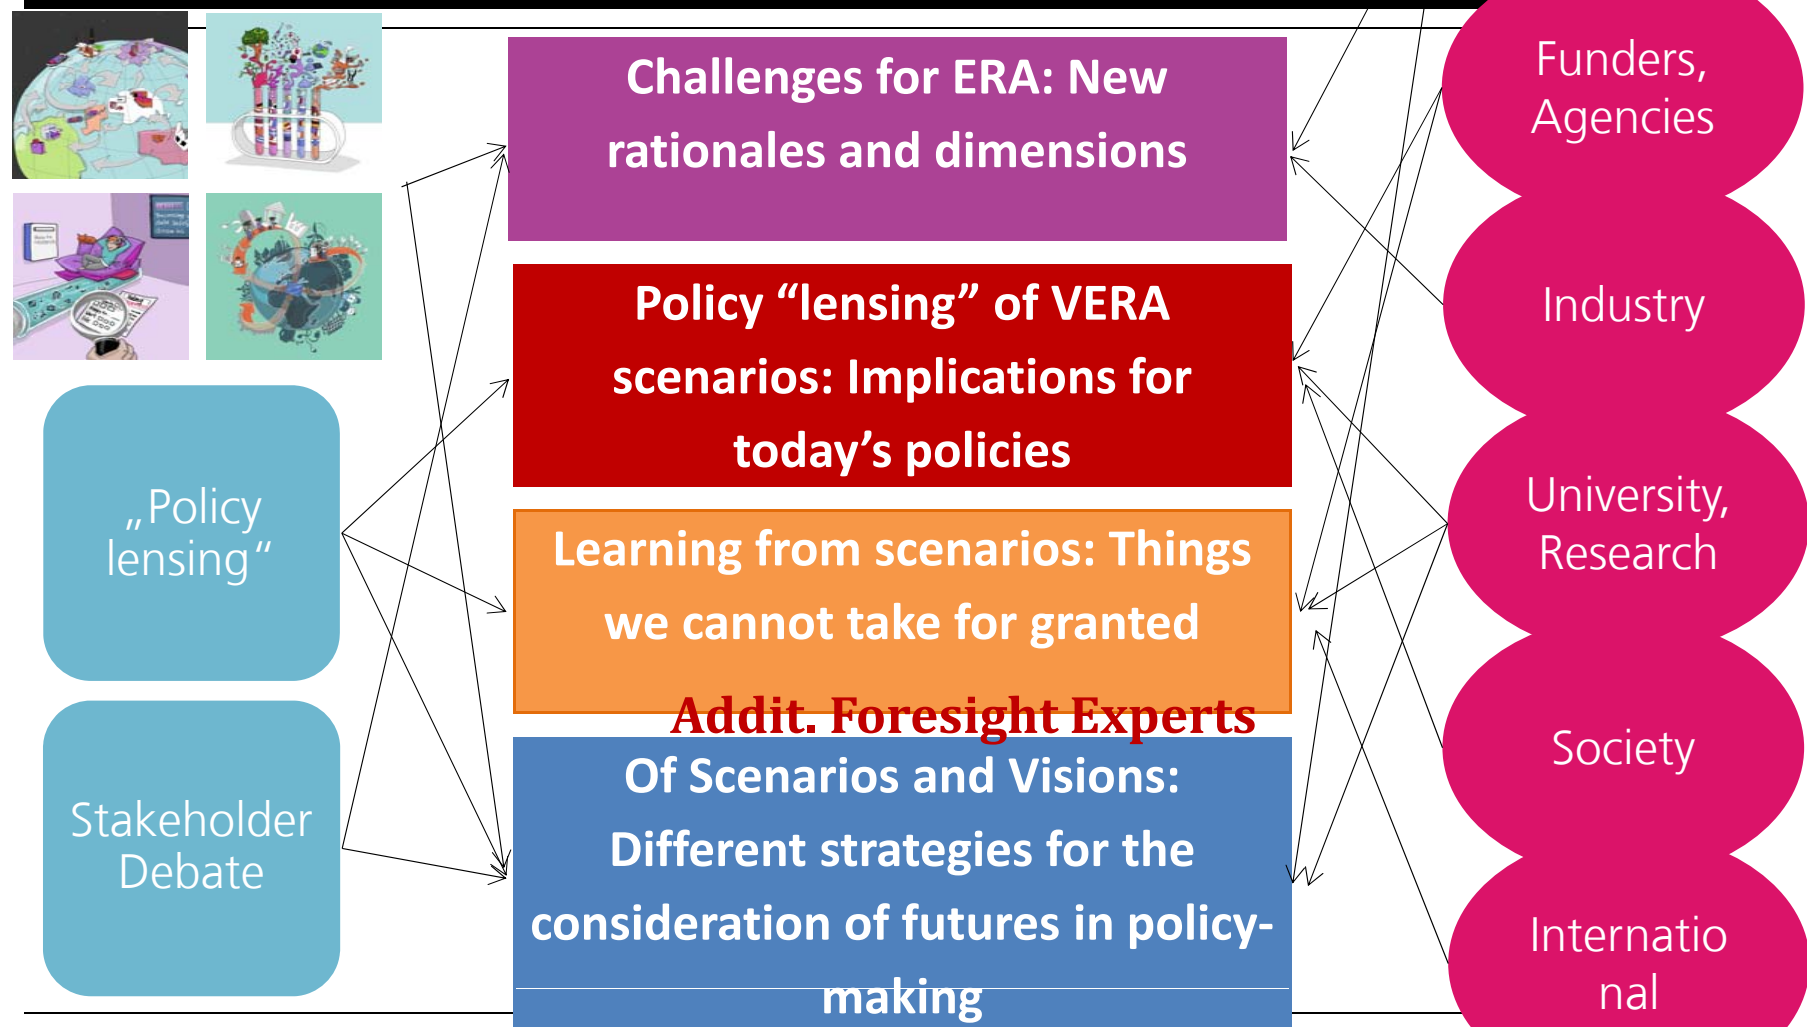 Challenges for ERA: New
rationales and dimensions
Policy “lensing” of VERA
scenarios: Implications for
today’s policies
Learning from scenarios: Things
we cannot take for granted
Addit. Foresight Experts
Of Scenarios and Visions:
Different strategies for the
consideration of futures in policy-
making
„Policy
lensing“
Stakeholder
Debate
Funders,
Agencies
Industry
University,
Research
Society
Internatio
nal